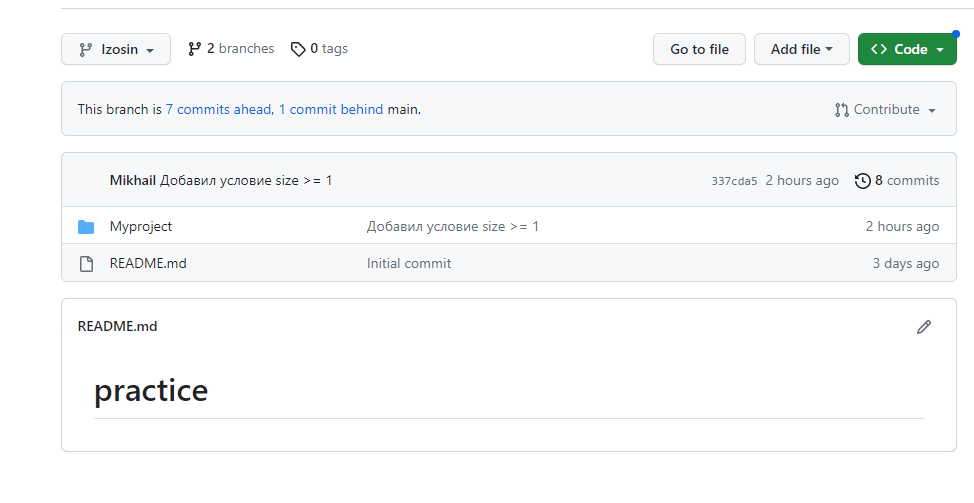 Izosin 2 branches 0 tags Go to file Add file Code
This branch is 7 commits ahead, 1 commit behind main. Contribute
Mikhail Добавил условие size >= 1 337cda5 2 hours ago 8 commits
Myproject Добавил условие size >= 1 2 hours ago
README.md Initial commit 3 days ago
README.md
practice